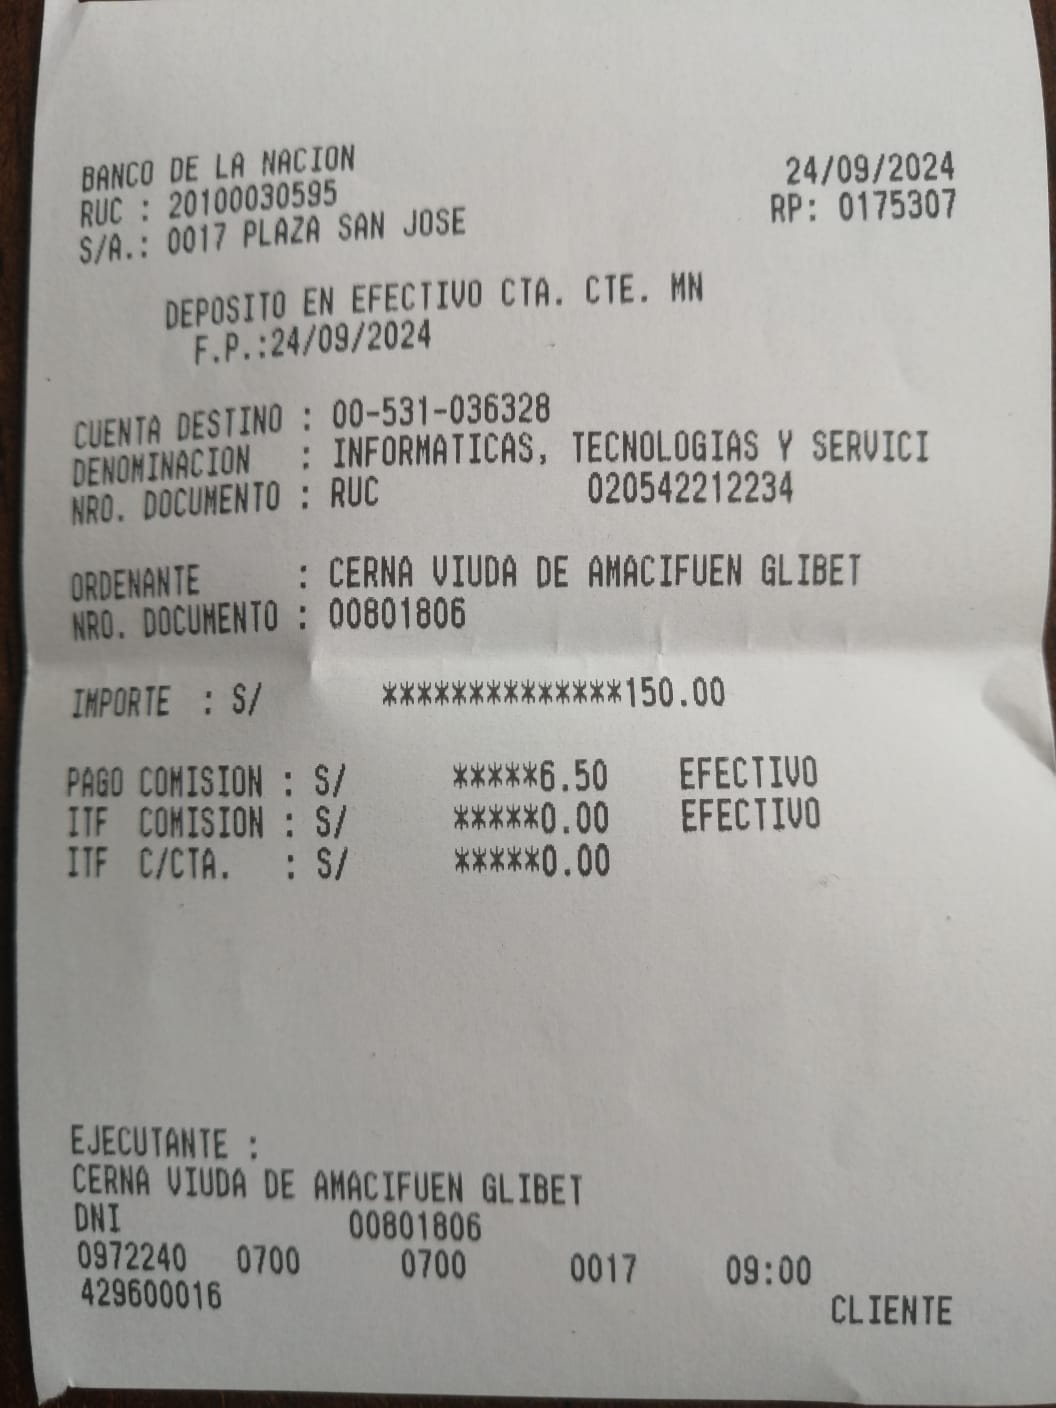 BANCO DE LA NACION 24/09/2024
RUC : 20100030595 RP: 0175307
S/A.: 0017 PLAZA SAN JOSE
DEPOSITO EN EFECTIVO CTA. CTE. MN
F.P.:24/09/2024
CUENTA DESTINO : 00-531-036328
DENOMINACION : INFORMATICAS, TECNOLOGIAS Y SERVICI
NRO. DOCUMENTO : RUC 020542212234
ORDENANTE : CERNA VIUDA DE AMACIFUEN GLIBET
NRO. DOCUMENTO : 00801806
IMPORTE : S/ **************150.00
PAGO COMISION : S/ *****6.50 EFECTIVO
ITF COMISION : S/ *****0.00 EFECTIVO
ITF C/CTA. : S/ *****0.00
EJECUTANTE :
CERNA VIUDA DE AMACIFUEN GLIBET
DNI 00801806
0972240 0700 0700 0017 09:00
429600016
CLIENTE